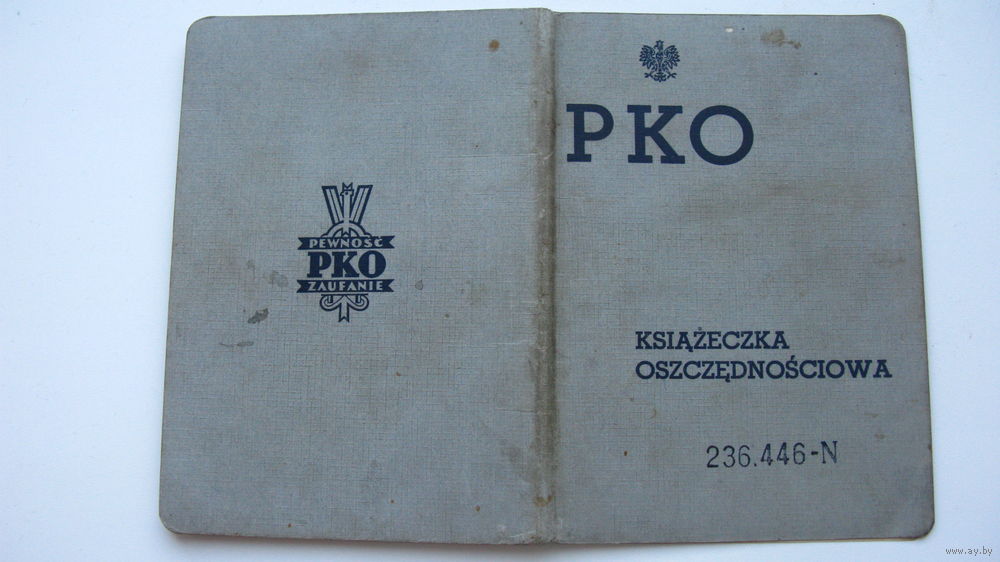 PEWNOŚĆ
PKO
ZAUFANIE
PKO
KSIĄŻECZKA
OSZCZĘDNOŚCIOWA
236.446-N
www.ay.by